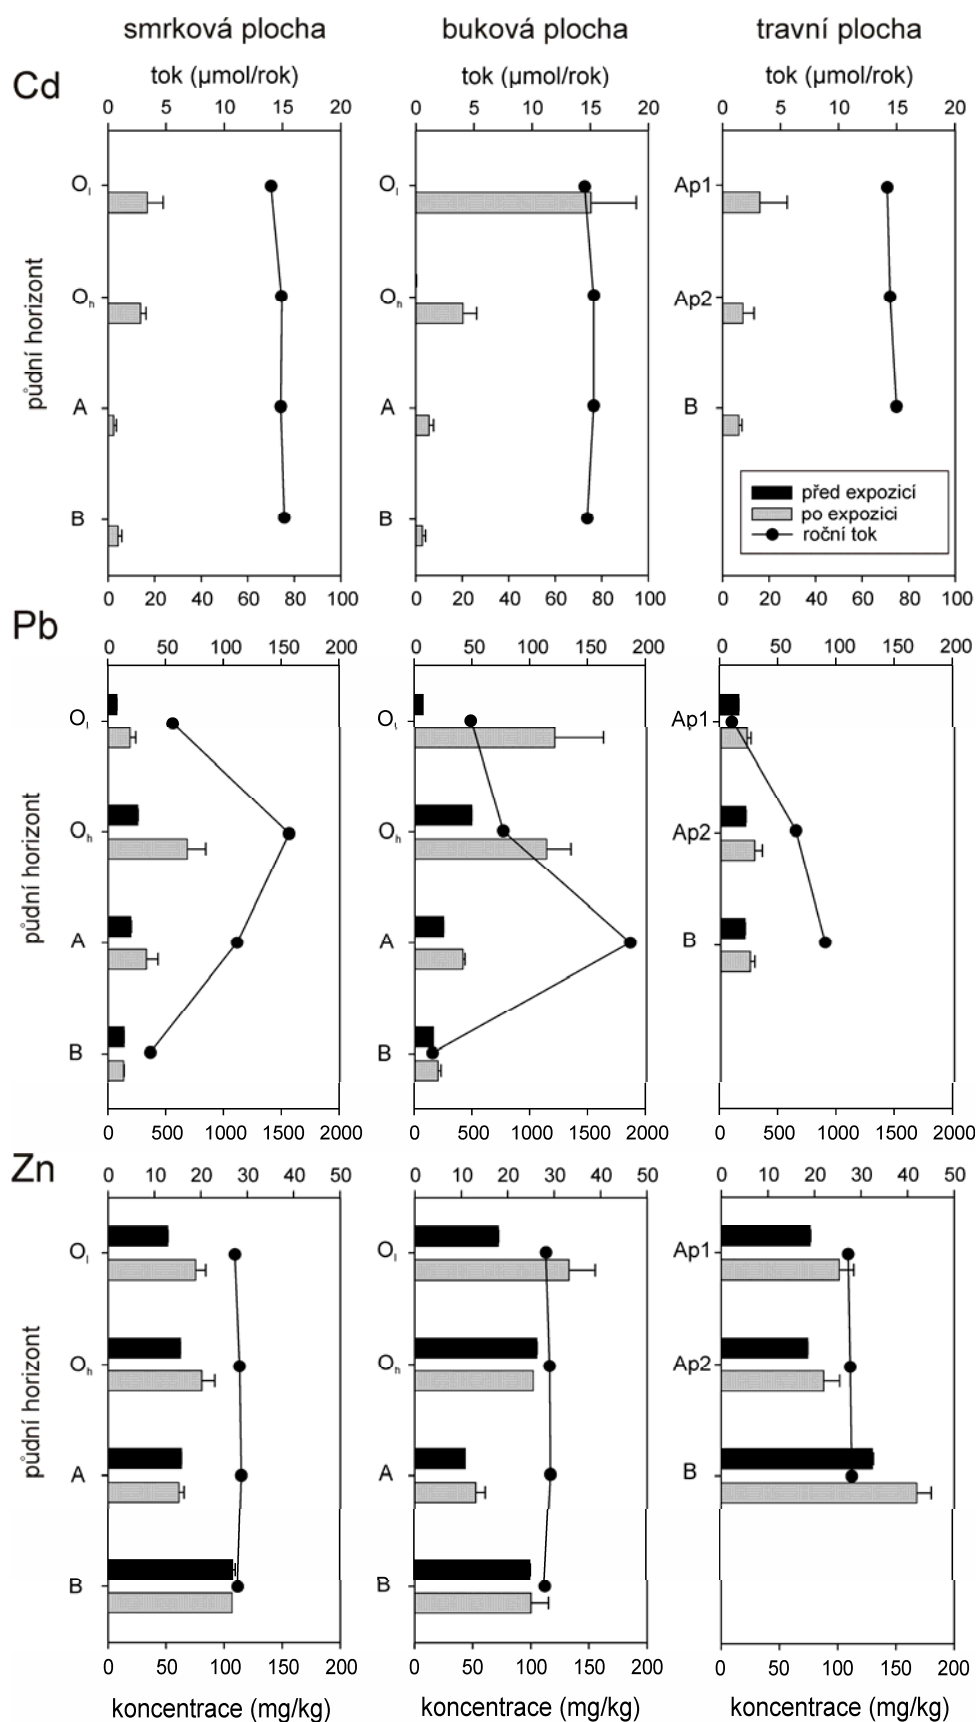 smrková plocha buková plocha travní plocha
tok (µmol/rok) tok (µmol/rok) tok (µmol/rok)
Cd
0 5 10 15 20 0 5 10 15 20 0 5 10 15 20
půdní horizont
Ol Ol Ap1
Oh Oh Ap2
A A B
B B
před expozicí
po expozici
roční tok
0 20 40 60 80 100 0 20 40 60 80 100 0 20 40 60 80 100
Pb
0 50 100 150 200 0 50 100 150 200 0 50 100 150 200
půdní horizont
Ol Ol Ap1
Oh Oh Ap2
A A B
B B
0 500 1000 1500 2000 0 500 1000 1500 2000 0 500 1000 1500 2000
Zn
0 10 20 30 40 50 0 10 20 30 40 50 0 10 20 30 40 50
půdní horizont
Ol Ol Ap1
Oh Oh Ap2
A A B
B B
0 50 100 150 200 0 50 100 150 200 0 50 100 150 200
koncentrace (mg/kg) koncentrace (mg/kg) koncentrace (mg/kg)